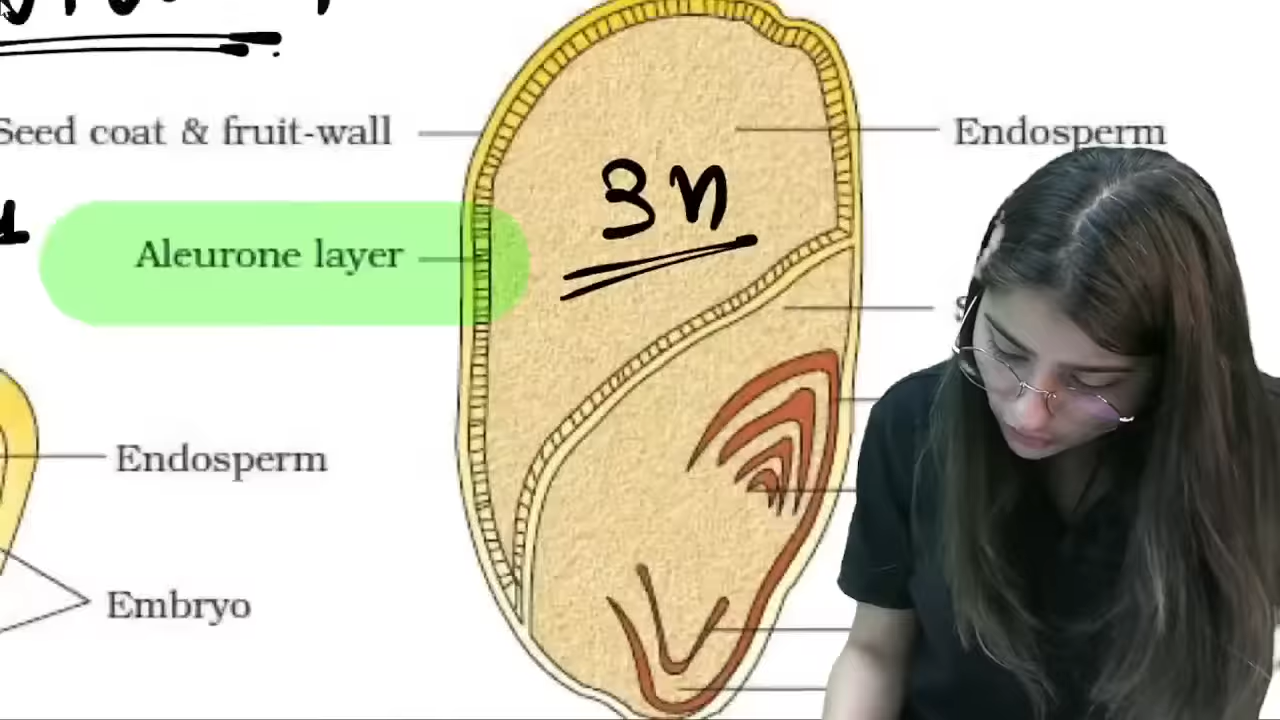 Seed coat & fruit-wall
Endosperm
3n
Aleurone layer
Endosperm
Embryo